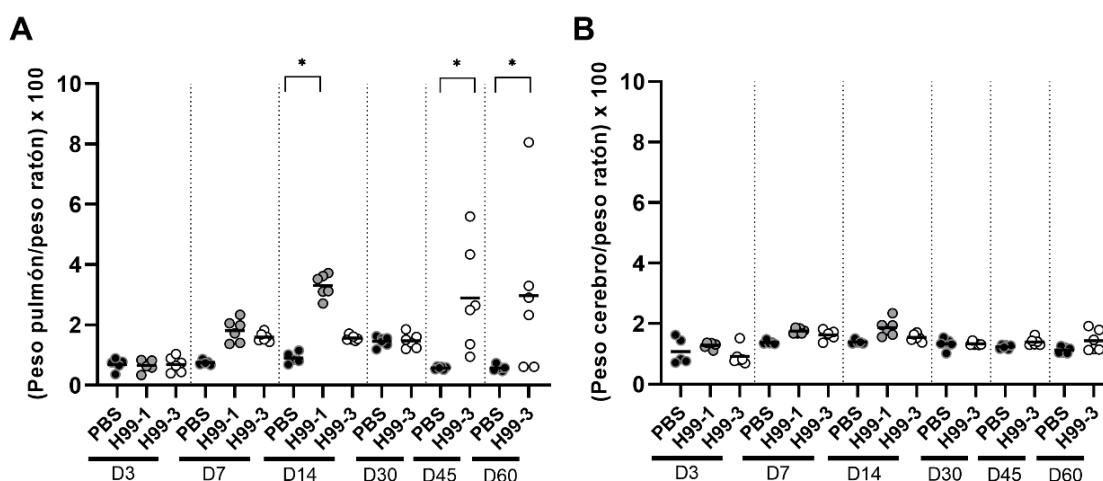 A
(Peso pulmón/peso ratón) x 100
10
8
6
4
2
0
* * *
PBS H99-1 H99-3 PBS H99-1 H99-3 PBS H99-1 H99-3 PBS H99-3 PBS H99-3 PBS H99-3
D3 D7 D14 D30 D45 D60
B
(Peso cerebro/peso ratón) x 100
10
8
6
4
2
0
PBS H99-1 H99-3 PBS H99-1 H99-3 PBS H99-1 H99-3 PBS H99-3 PBS H99-3 PBS H99-3
D3 D7 D14 D30 D45 D60